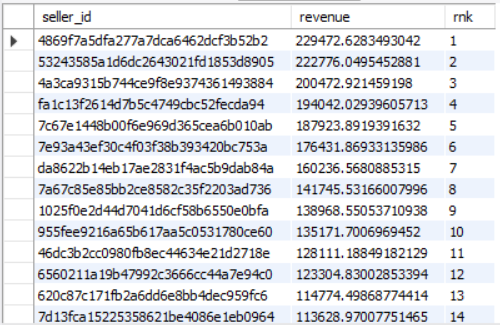 seller_id revenue rnk
4869f7a5dfa277a7dca6462dcf3b52b2 229472.6283493042 1
53243585a1d6dc2643021fd1853d8905 222776.0495452881 2
4a3ca9315b744ce9f8e9374361493884 200472.921459198 3
fa1c13f2614d7b5c4749cbc52fecda94 194042.02939605713 4
7c67e1448b00f6e969d365cea6b010ab 187923.8919391632 5
7e93a43ef30c4f03f38b393420bc753a 176431.86933135986 6
da8622b14eb17ae2831f4ac5b9dab84a 160236.5680885315 7
7a67c85e85bb2ce8582c35f2203ad736 141745.53166007996 8
1025f0e2d44d7041d6cf58b6550e0bfa 138968.55053710938 9
955fee9216a65b617aa5c0531780ce60 135171.7006969452 10
46dc3b2cc0980fb8ec44634e21d2718e 128111.18849182129 11
6560211a19b47992c3666cc44a7e94c0 123304.83002853394 12
620c87c171fb2a6dd6e8bb4dec959fc6 114774.49868774414 13
7d13fca15225358621be4086e1eb0964 113628.97007751465 14